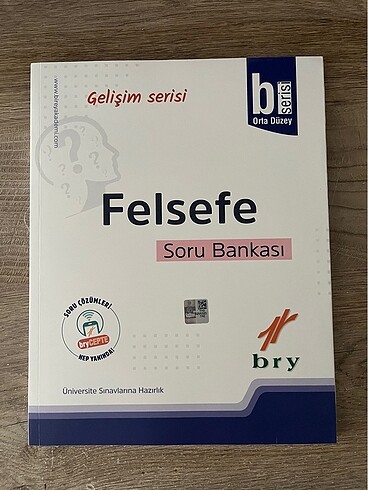 Gelişim serisi
b
serisi
Orta Düzey
www.breyakademi.com
Felsefe
Soru Bankası
SORU ÇÖZÜMLERİ
bryCEPTE
HEP YANINDA!
bry
Üniversite Sınavlarına Hazırlık